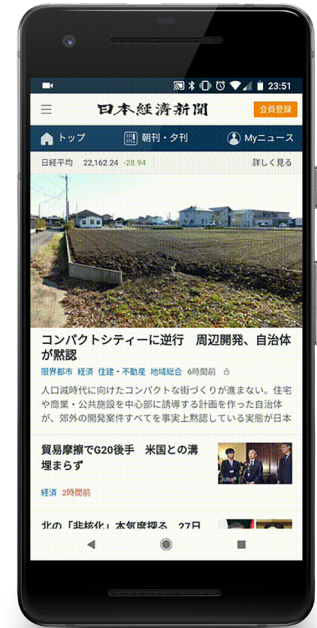 23:51
日本経済新聞
会員登録
トップ
朝刊・夕刊
Myニュース
日経平均 22,162.24 -28.94 詳しく見る
コンパクトシティーに逆行 周辺開発、自治体
が黙認
限界都市 経済 住建・不動産 地域総合 6時間前
人口減時代に向けたコンパクトな街づくりが進まない。住宅
や商業・公共施設を中心部に誘導する計画を作った自治体
が、郊外の開発案件すべてを事実上黙認している実態が日本
貿易摩擦でG20後手 米国との溝
埋まらず
経済 2時間前
北の「非核化」本気度探る 27日